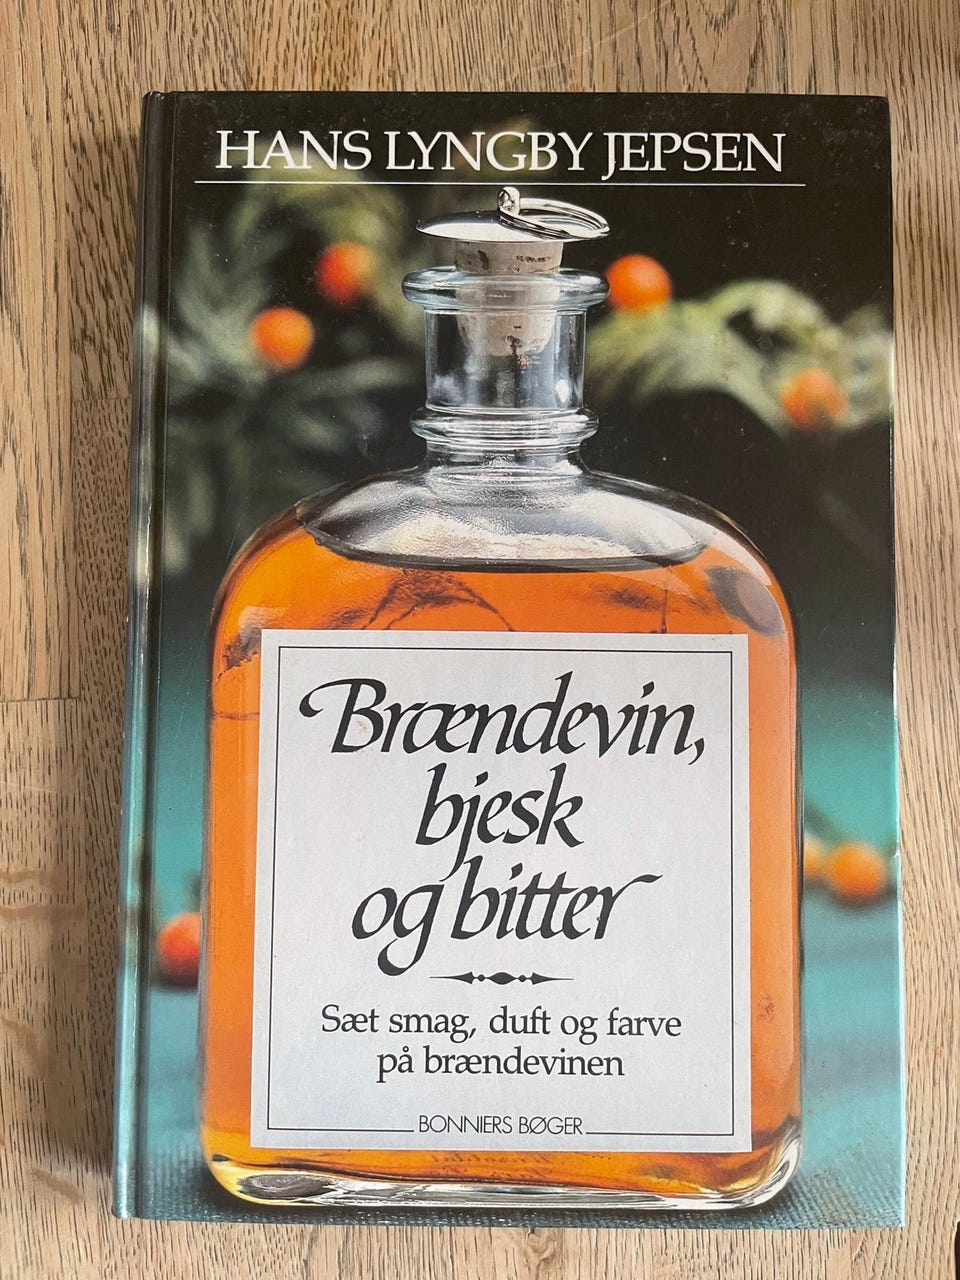 HANS LYNGBY JEPSEN
Brændevin,
bjesk
og bitter
Sæt smag, duft og farve
på brændevinen
BONNIERS BØGER